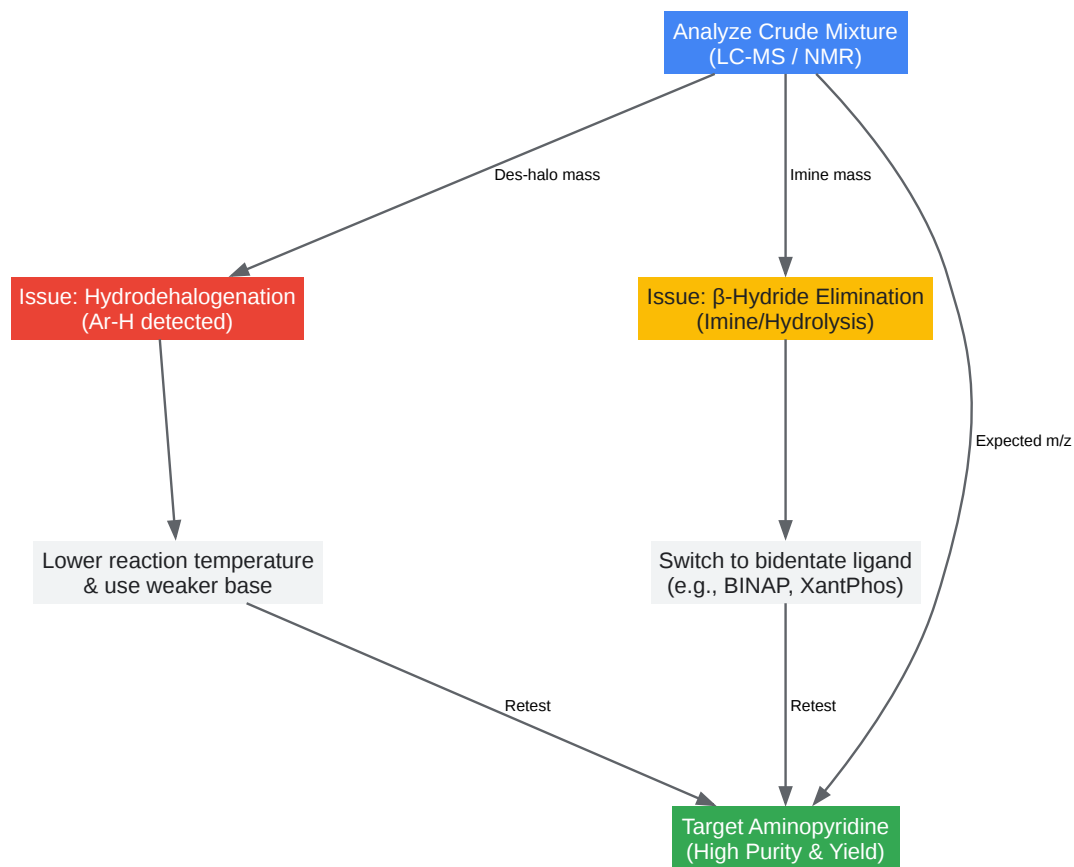 Analyze Crude Mixture
(LC-MS / NMR)
Des-halo mass
Imine mass
Issue: Hydrodehalogenation
(Ar-H detected)
Issue: β-Hydride Elimination
(Imine/Hydrolysis)
Expected m/z
Lower reaction temperature
& use weaker base
Switch to bidentate ligand
(e.g., BINAP, XantPhos)
Retest
Retest
Target Aminopyridine
(High Purity & Yield)